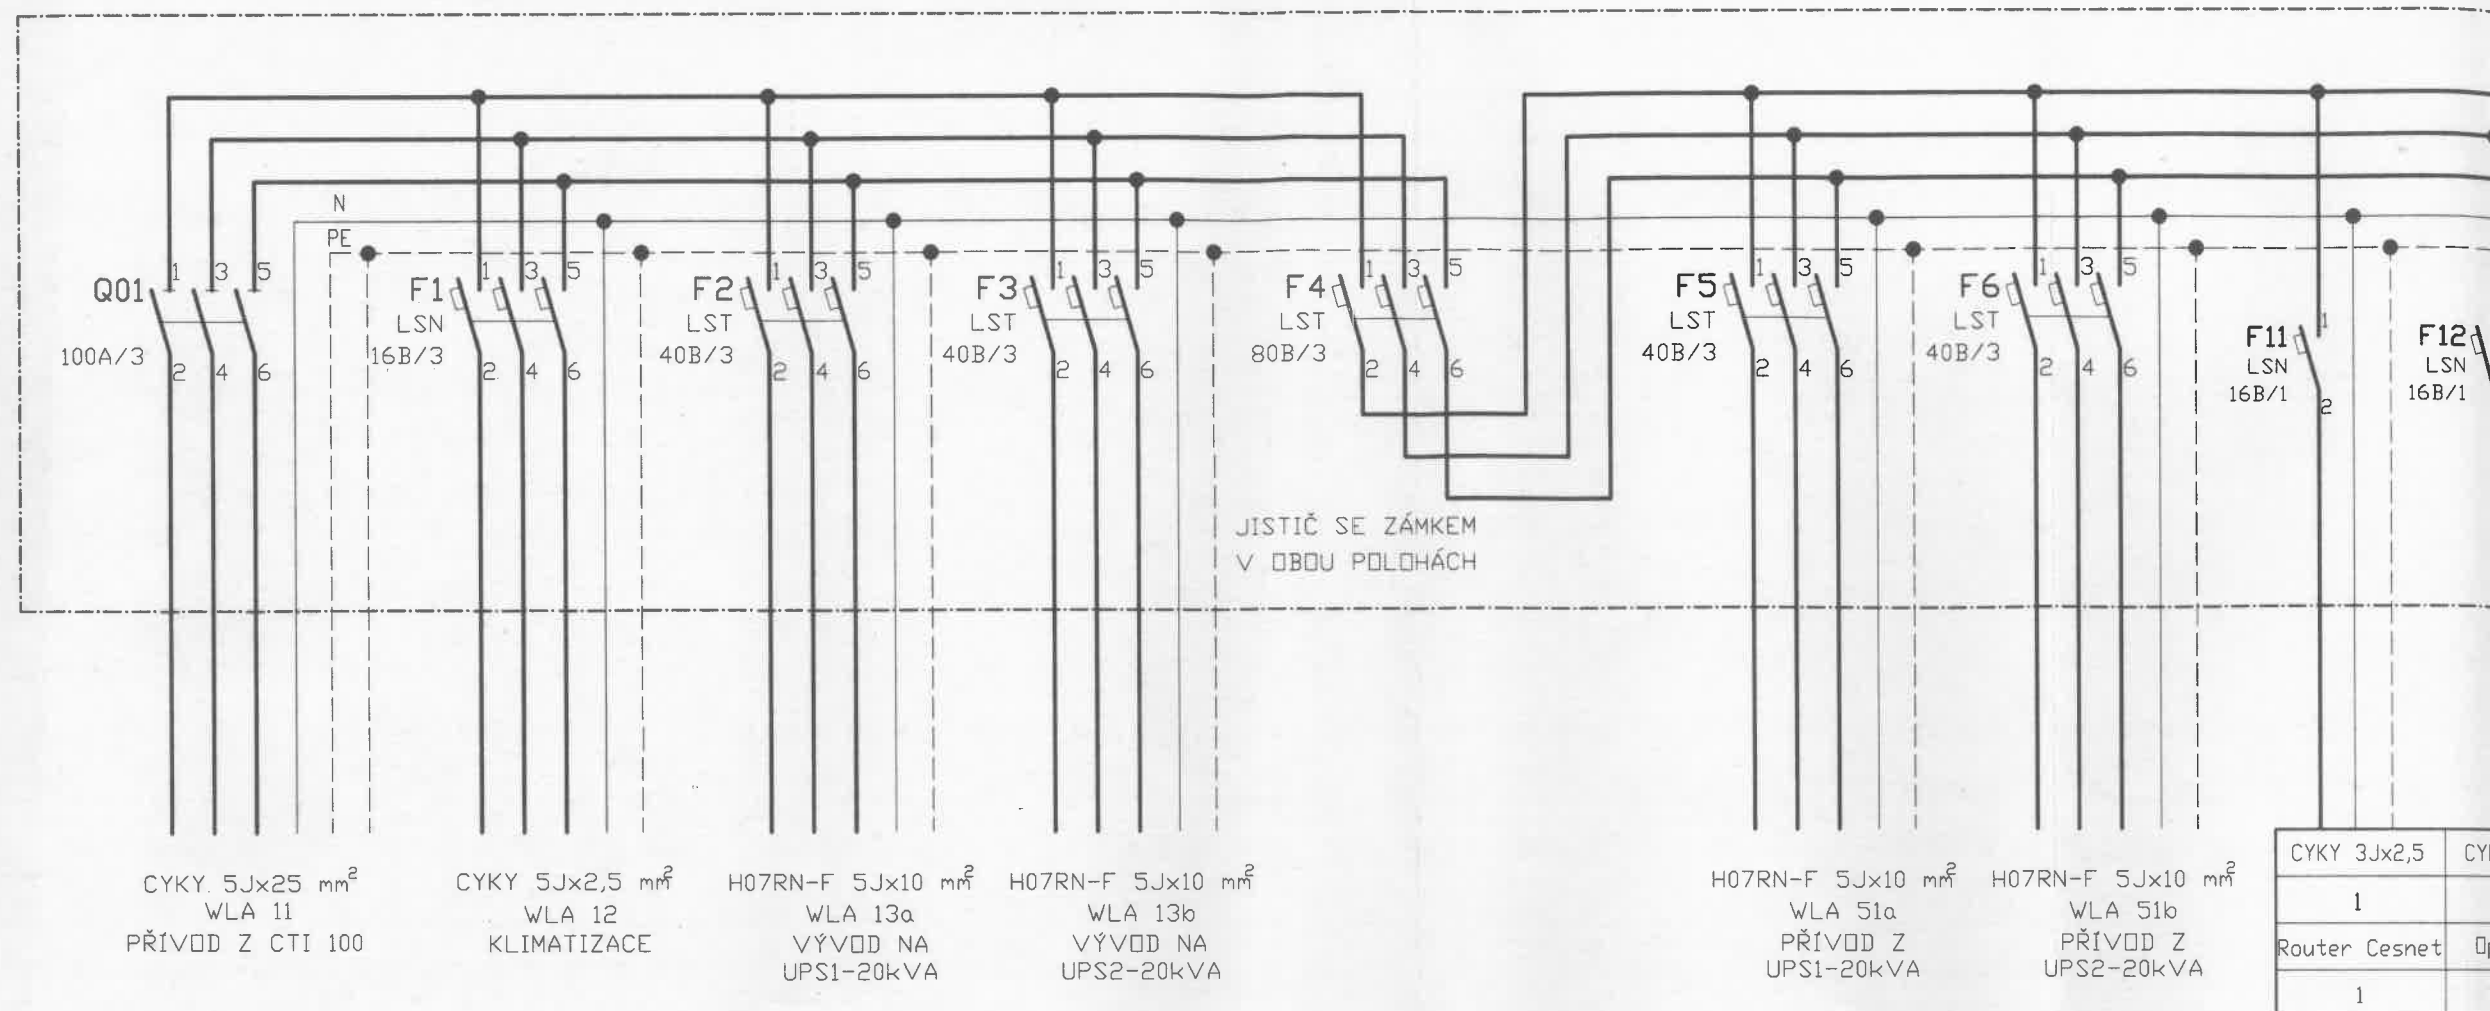 N
PE
Q01
100A/3
1 3 5
2 4 6
F1
LSN
16B/3
1 3 5
2 4 6
F2
LST
40B/3
1 3 5
2 4 6
F3
LST
40B/3
1 3 5
2 4 6
F4
LST
80B/3
1 3 5
2 4 6
F5
LST
40B/3
1 3 5
2 4 6
F6
LST
40B/3
1 3 5
2 4 6
F11
LSN
16B/1
1
2
F12
LSN
16B/1
JISTIČ SE ZÁMKEM
V OBOU POLOHÁCH
CYKY. 5Jx25 mm²
WLA 11
PŘÍVOD Z CTI 100
CYKY 5Jx2,5 mm²
WLA 12
KLIMATIZACE
H07RN-F 5Jx10 mm²
WLA 13a
VÝVOD NA
UPS1-20kVA
H07RN-F 5Jx10 mm²
WLA 13b
VÝVOD NA
UPS2-20kVA
H07RN-F 5Jx10 mm²
WLA 51a
PŘÍVOD Z
UPS1-20kVA
H07RN-F 5Jx10 mm²
WLA 51b
PŘÍVOD Z
UPS2-20kVA
CYKY 3Jx2,5
1
Router Cesnet
1